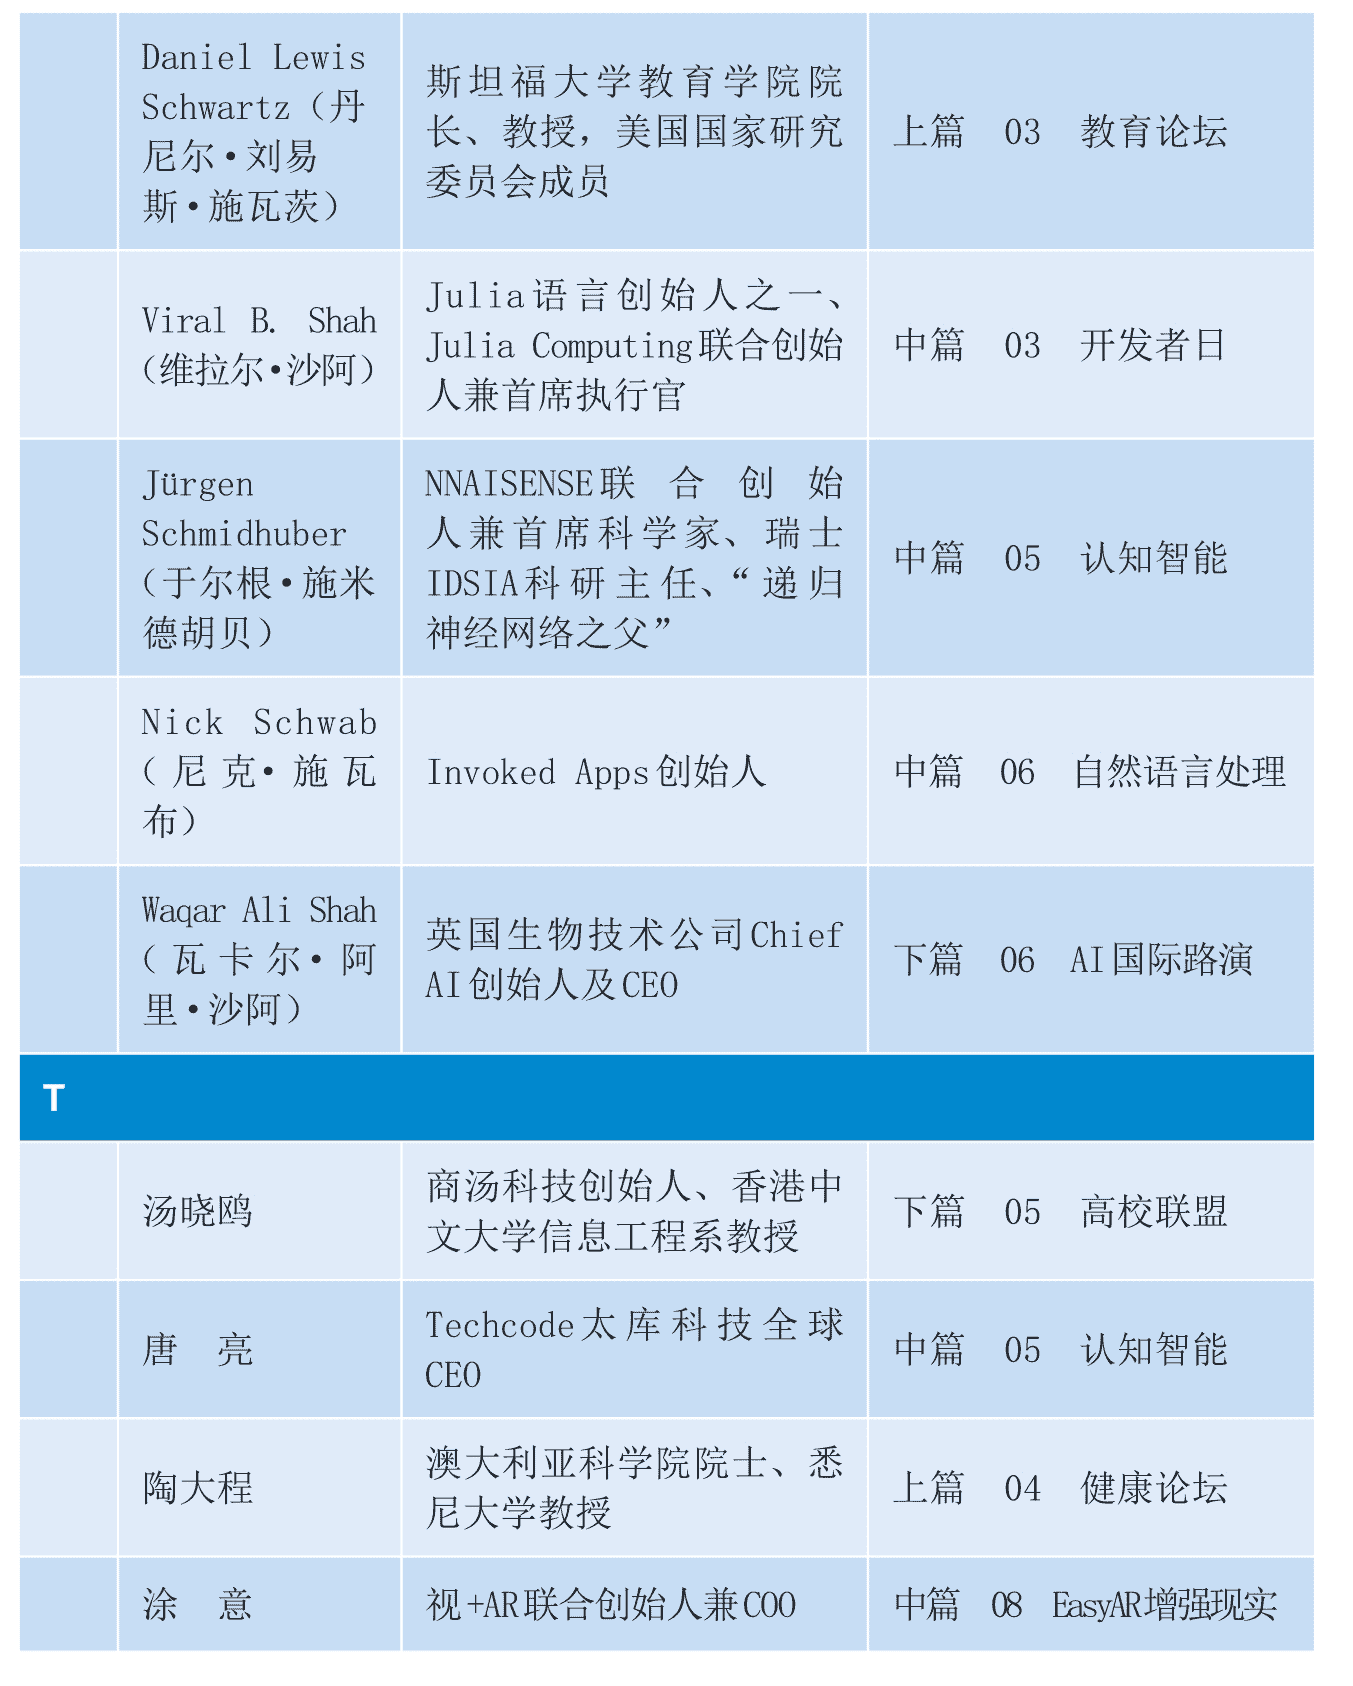 Daniel Lewis
Schwartz（丹
尼尔·刘易
斯·施瓦茨）
斯坦福大学教育学院院
长、教授，美国国家研究
委员会成员
上篇 03 教育论坛
Viral B. Shah
（维拉尔·沙阿）
Julia语言创始人之一、
Julia Computing联合创始
人兼首席执行官
中篇 03 开发者日
Jürgen
Schmidhuber
（于尔根·施米
德胡贝）
NNAISENSE联合创始
人兼首席科学家、瑞士
IDSIA科研主任、“递归
神经网络之父”
中篇 05 认知智能
Nick Schwab
（尼克·施瓦
布）
Invoked Apps创始人
中篇 06 自然语言处理
Waqar Ali Shah
（瓦卡尔·阿
里·沙阿）
英国生物技术公司Chief
AI创始人及CEO
下篇 06 AI国际路演
T
汤晓鸥
商汤科技创始人、香港中
文大学信息工程系教授
下篇 05 高校联盟
唐 亮
Techcode太库科技全球
CEO
中篇 05 认知智能
陶大程
澳大利亚科学院院士、悉
尼大学教授
上篇 04 健康论坛
涂 意
视+AR联合创始人兼COO
中篇 08 EasyAR增强现实